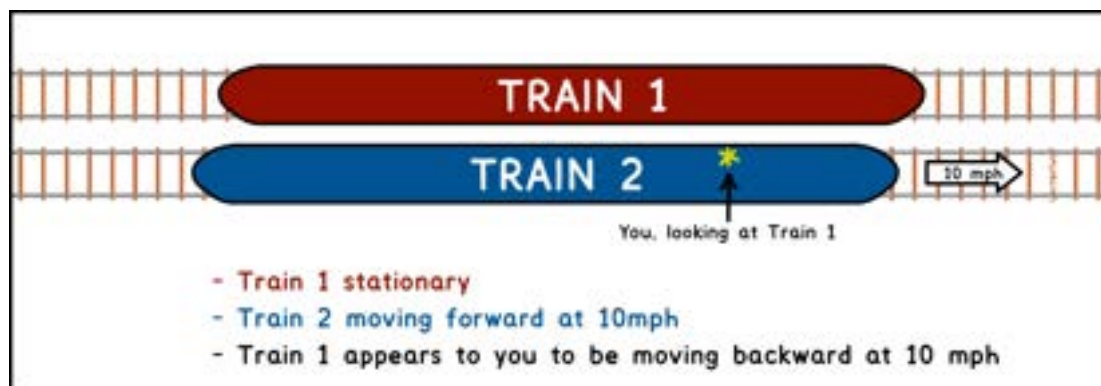 TRAIN 1
TRAIN 2
10 mph
You, looking at Train 1
- Train 1 stationary
- Train 2 moving forward at 10mph
- Train 1 appears to you to be moving backward at 10 mph